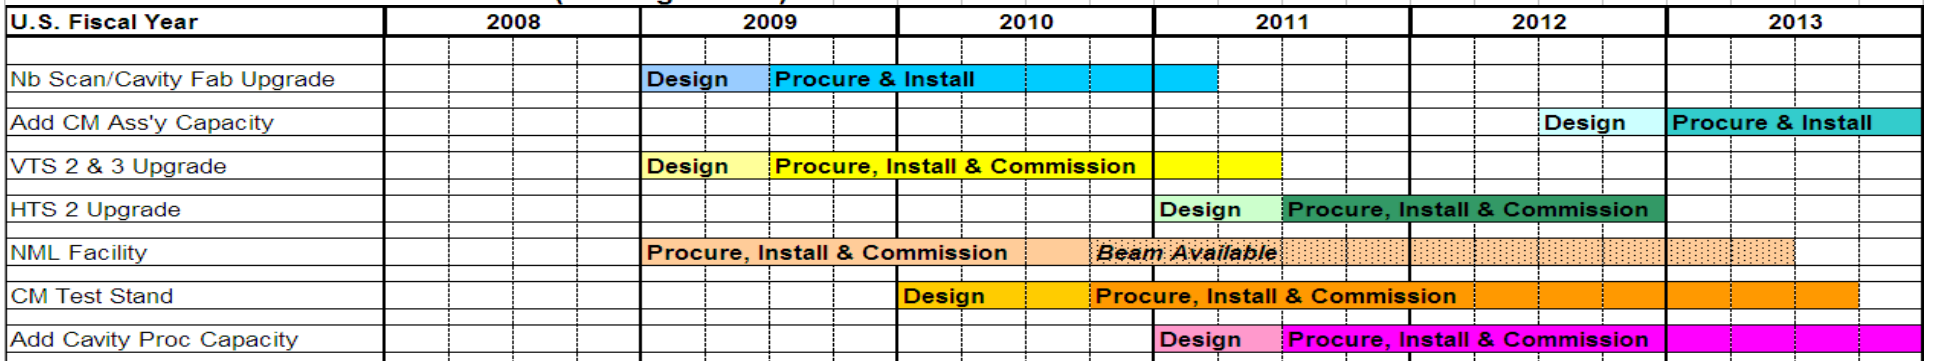 U.S. Fiscal Year 2008 2009 2010 2011 2012 2013
Nb Scan/Cavity Fab Upgrade Design Procure & Install
Add CM Ass'y Capacity Design Procure & Install
VTS 2 & 3 Upgrade Design Procure, Install & Commission
HTS 2 Upgrade Design Procure, Install & Commission
NML Facility Procure, Install & Commission Beam Available
CM Test Stand Design Procure, Install & Commission
Add Cavity Proc Capacity Design Procure, Install & Commission